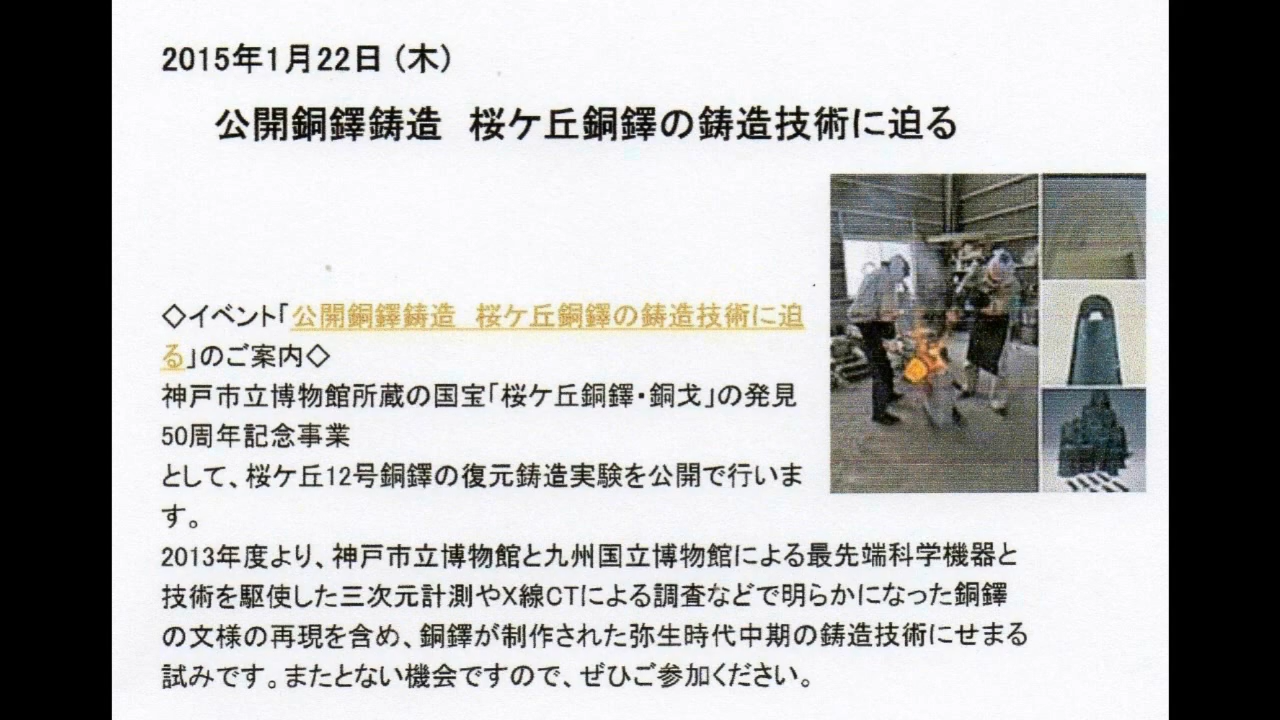 2015年1月22日（木）
公開銅鐸鋳造　桜ケ丘銅鐸の鋳造技術に迫る
◇イベント「公開銅鐸鋳造　桜ケ丘銅鐸の鋳造技術に迫
る」のご案内◇
神戸市立博物館所蔵の国宝「桜ケ丘銅鐸・銅戈」の発見
50周年記念事業
として、桜ケ丘12号銅鐸の復元鋳造実験を公開で行いま
す。
2013年度より、神戸市立博物館と九州国立博物館による最先端科学機器と
技術を駆使した三次元計測やX線CTによる調査などで明らかになった銅鐸
の文様の再現を含め、銅鐸が制作された弥生時代中期の鋳造技術にせまる
試みです。またとない機会ですので、ぜひご参加ください。